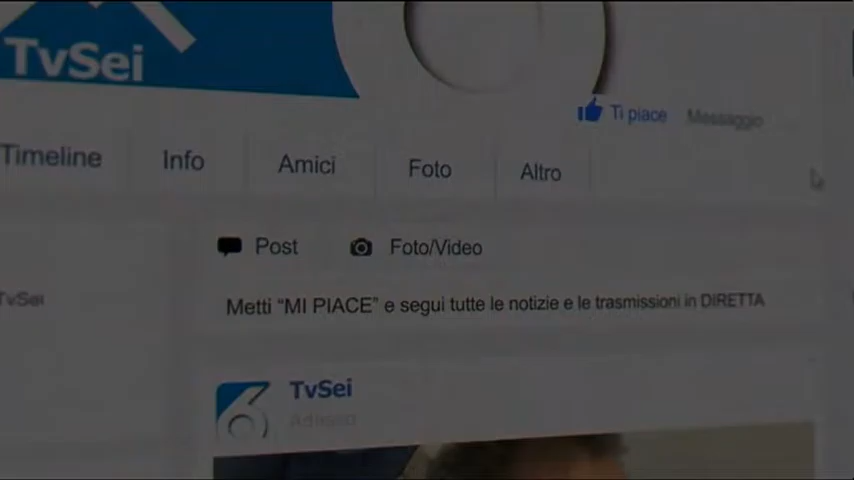 TvSei
Ti piace Messaggio
Timeline Info Amici Foto Altro
Post Foto/Video
TvSei
Metti “MI PIACE” e segui tutte le notizie e le trasmissioni in DIRETTA
TvSei
Adesso